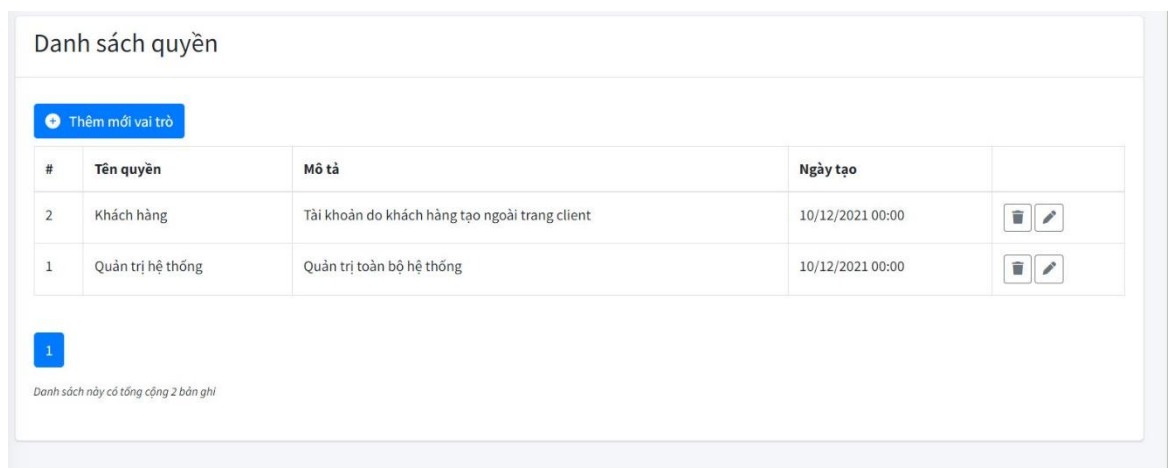 Danh sách quyền
Thêm mới vai trò
# Tên quyền Mô tả Ngày tạo
2 Khách hàng Tài khoản do khách hàng tạo ngoài trang client 10/12/2021 00:00
1 Quản trị hệ thống Quản trị toàn bộ hệ thống 10/12/2021 00:00
1
Danh sách này có tổng cộng 2 bản ghi